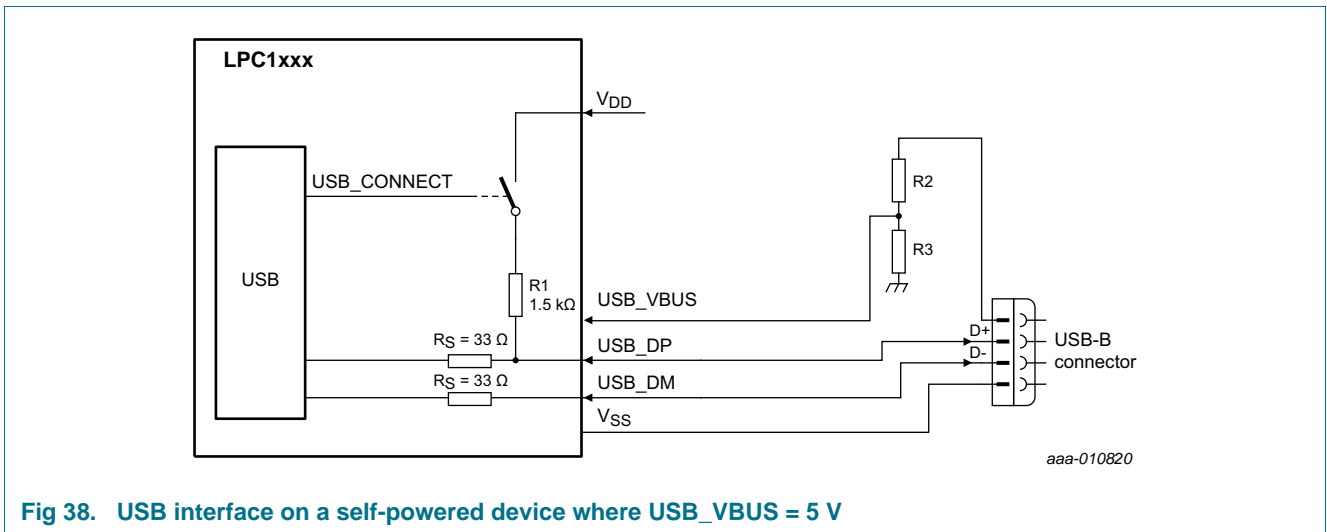 LPC1xxx
VDD
USB_CONNECT
R2
R3
USB
R1
1.5 kΩ
USB_VBUS
RS = 33 Ω
USB_DP
D+
USB-B
connector
D-
RS = 33 Ω
USB_DM
VSS
aaa-010820
Fig 38. USB interface on a self-powered device where USB_VBUS = 5 V